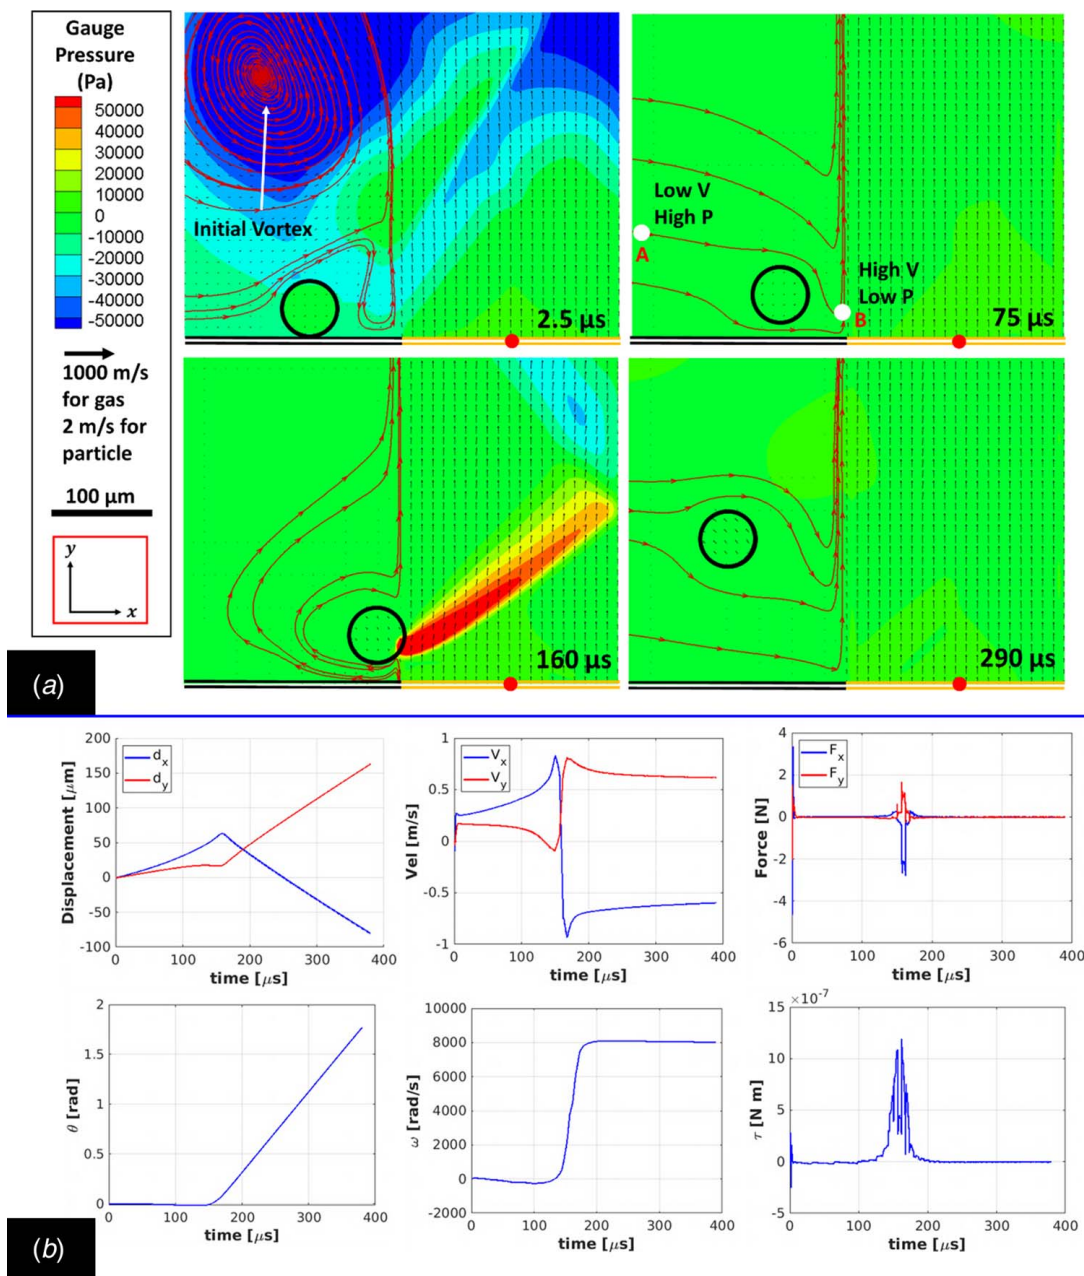 Gauge
Pressure
(Pa)
50000
40000
30000
20000
10000
0
-10000
-20000
-30000
-40000
-50000
1000 m/s
for gas
2 m/s for
particle
100 μm
y
x
(a)
Initial Vortex
2.5 μs
Low V
High P
A
High V
Low P
B
75 μs
160 μs
290 μs
200
150
100
50
0
-50
-100
0 100 200 300 400
Displacement [μm]
time [μs]
d_x
d_y
1
0.5
0
-0.5
-1
0 100 200 300 400
Vel [m/s]
time [μs]
V_x
V_y
4
2
0
-2
-4
-6
0 100 200 300 400
Force [N]
time [μs]
F_x
F_y
2
1.5
1
0.5
0
0 100 200 300 400
θ [rad]
time [μs]
10000
8000
6000
4000
2000
0
-2000
0 100 200 300 400
ω [rad/s]
time [μs]
×10⁻⁷
15
10
5
0
-5
0 100 200 300 400
τ [N m]
time [μs]
(b)